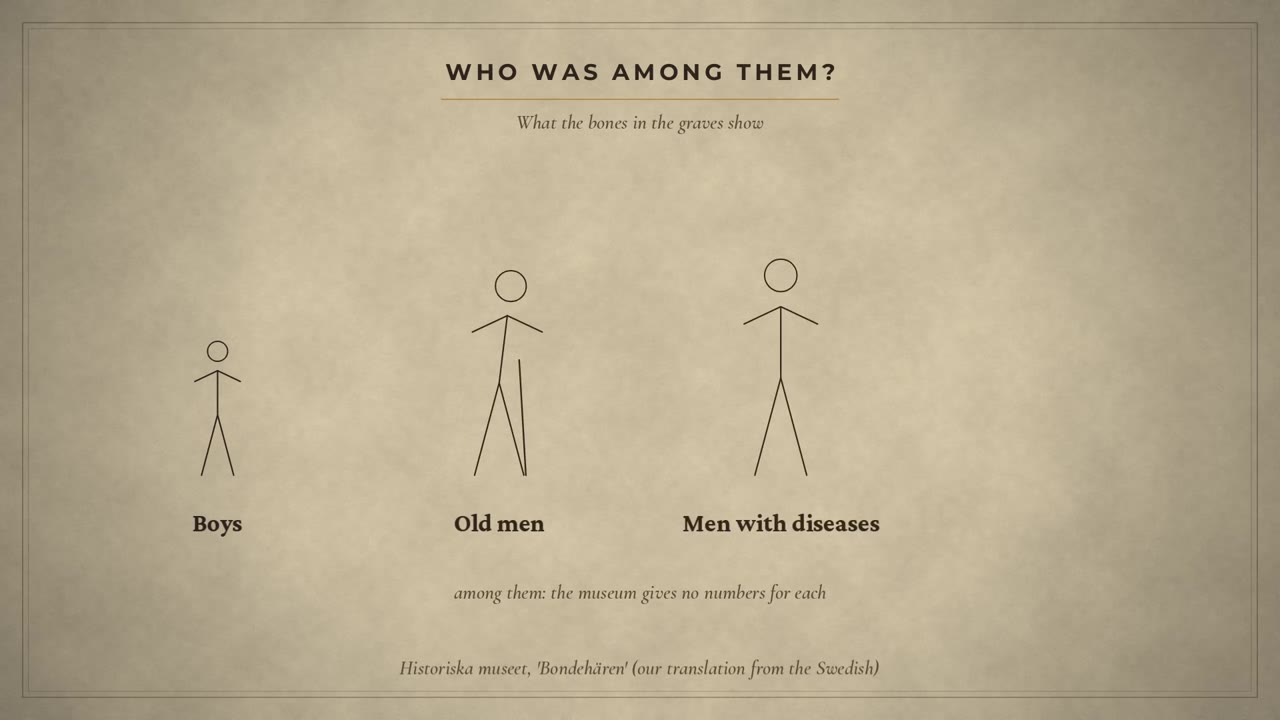 WHO WAS AMONG THEM?
What the bones in the graves show
Boys
Old men
Men with diseases
among them: the museum gives no numbers for each
Historiska museet, 'Bondehären' (our translation from the Swedish)